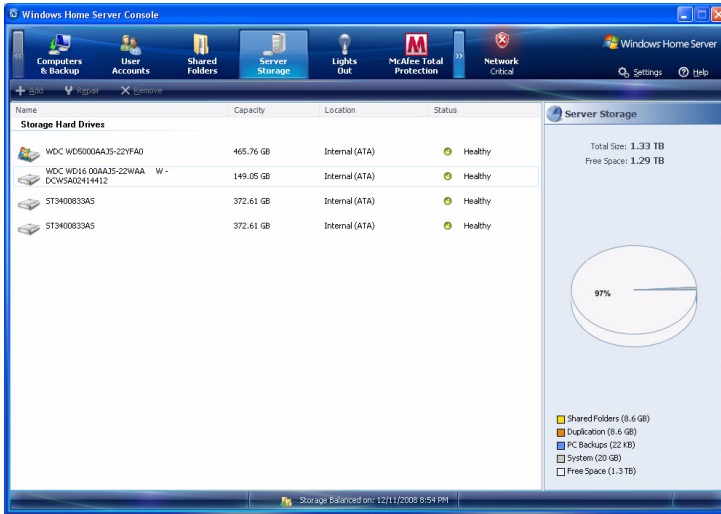 Windows Home Server Console
Computers & Backup
User Accounts
Shared Folders
Server Storage
Lights Out
McAfee Total Protection
Network Critical
Windows Home Server
Settings
Help
Add
Repair
Remove
Name Capacity Location Status
Storage Hard Drives
WDC WD5000AAJS-22YFA0 465.76 GB Internal (ATA) Healthy
WDC WD16 00AAJS-22WAA W -
DCWSA02414412 149.05 GB Internal (ATA) Healthy
ST3400833AS 372.61 GB Internal (ATA) Healthy
ST3400833AS 372.61 GB Internal (ATA) Healthy
Server Storage
Total Size: 1.33 TB
Free Space: 1.29 TB
97%
Shared Folders (8.6 GB)
Duplication (8.6 GB)
PC Backups (22 KB)
System (20 GB)
Free Space (1.3 TB)
Storage Balanced on: 12/11/2008 8:54 PM